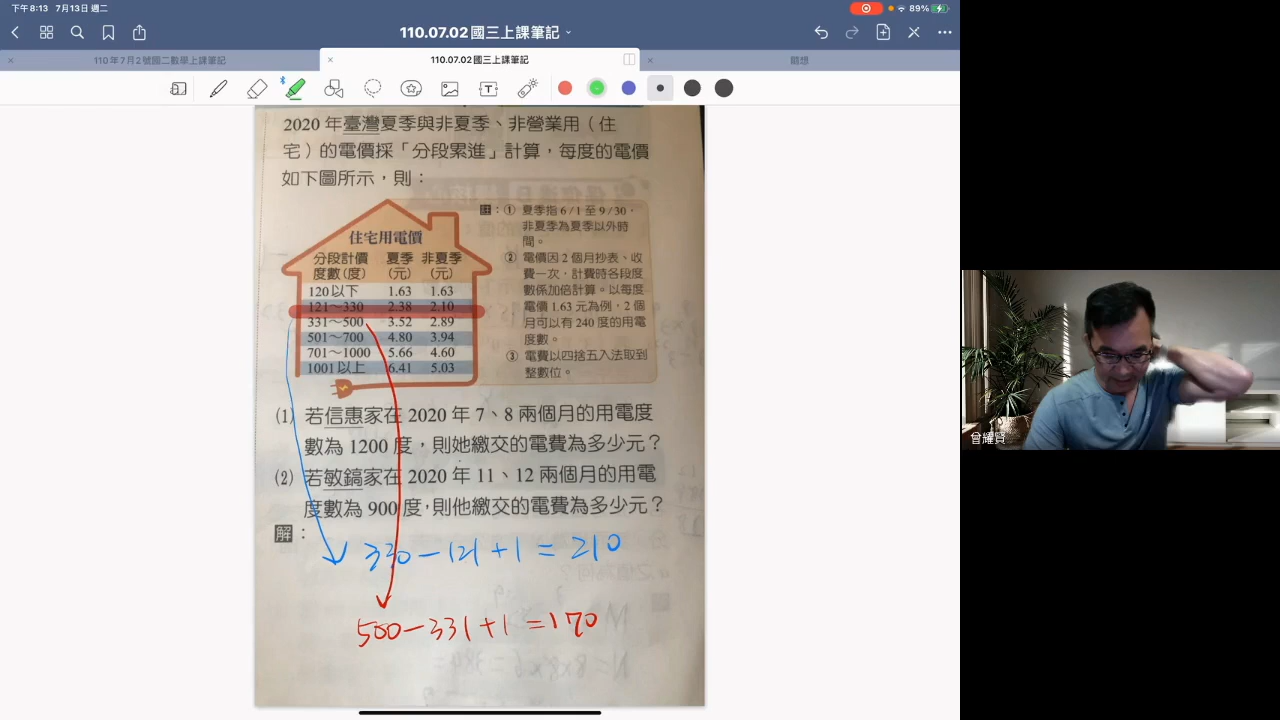 下午8:13 7月13日 週二
89%
110.07.02國三上課筆記
110年7月2號國二數學上課筆記
110.07.02國三上課筆記
隨想
2020 年臺灣夏季與非夏季、非營業用(住
宅)的電價採「分段累進」計算,每度的電價
如下圖所示,則:
住宅用電價
分段計價 夏季 非夏季
度數(度) (元) (元)
120以下 1.63 1.63
121~330 2.38 2.10
331~500 3.52 2.89
501~700 4.80 3.94
701~1000 5.66 4.60
1001以上 6.41 5.03
註:① 夏季指 6/1 至 9/30,
非夏季為夏季以外時
間。
② 電價因 2 個月抄表、收
費一次,計費時各段度
數係加倍計算。以每度
電價 1.63 元為例,2 個
月可以有 240 度的用電
度數。
③ 電費以四捨五入法取到
整數位。
(1) 若信惠家在 2020 年 7、8 兩個月的用電度
數為 1200 度,則她繳交的電費為多少元?
(2) 若敏鎬家在 2020 年 11、12 兩個月的用電
度數為 900 度,則他繳交的電費為多少元?
解:
330-121+1=210
500-331+1=170
曾耀賢